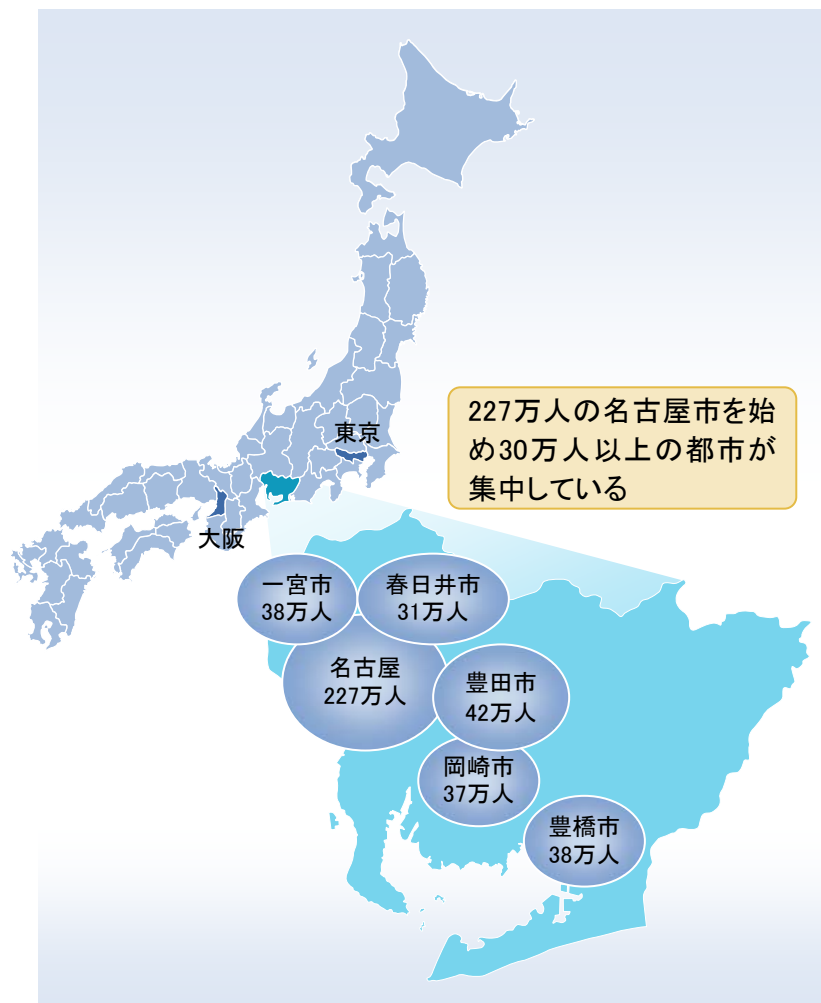 227万人の名古屋市を始
め30万人以上の都市が
集中している
東京
大阪
一宮市
38万人
春日井市
31万人
名古屋
227万人
豊田市
42万人
岡崎市
37万人
豊橋市
38万人